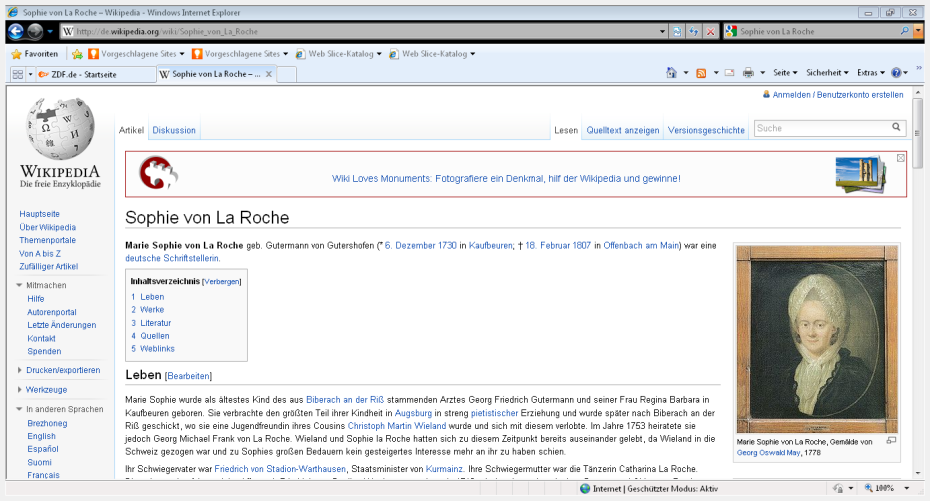 Sophie von La Roche – Wikipedia - Windows Internet Explorer
http://de.wikipedia.org/wiki/Sophie_von_La_Roche
Sophie von La Roche
Favoriten Vorgeschlagene Sites Vorgeschlagene Sites Web Slice-Katalog Web Slice-Katalog
ZDF.de - Startseite
Sophie von La Roche – ...
Seite Sicherheit Extras
Anmelden / Benutzerkonto erstellen
Artikel Diskussion
Lesen Quelltext anzeigen Versionsgeschichte Suche
WIKIPEDIA
Die freie Enzyklopädie
Hauptseite
Über Wikipedia
Themenportale
Von A bis Z
Zufälliger Artikel
Mitmachen
Hilfe
Autorenportal
Letzte Änderungen
Kontakt
Spenden
Drucken/exportieren
Werkzeuge
In anderen Sprachen
Brezhoneg
English
Español
Suomi
Français
Wiki Loves Monuments: Fotografiere ein Denkmal, hilf der Wikipedia und gewinne!
Sophie von La Roche
Marie Sophie von La Roche geb. Gutermann von Gutershofen (* 6. Dezember 1730 in Kaufbeuren; † 18. Februar 1807 in Offenbach am Main) war eine
deutsche Schriftstellerin.
Inhaltsverzeichnis [Verbergen]
1 Leben
2 Werke
3 Literatur
4 Quellen
5 Weblinks
Leben [Bearbeiten]
Marie Sophie wurde als ältestes Kind des aus Biberach an der Riß stammenden Arztes Georg Friedrich Gutermann und seiner Frau Regina Barbara in
Kaufbeuren geboren. Sie verbrachte den größten Teil ihrer Kindheit in Augsburg in streng pietistischer Erziehung und wurde später nach Biberach an der
Riß geschickt, wo sie eine Jugendfreundin ihres Cousins Christoph Martin Wieland wurde und sich mit diesem verlobte. Im Jahre 1753 heiratete sie
jedoch Georg Michael Frank von La Roche. Wieland und Sophie la Roche hatten sich zu diesem Zeitpunkt bereits auseinander gelebt, da Wieland in die
Schweiz gezogen war und zu Sophies großen Bedauern kein gesteigertes Interesse mehr an ihr zu haben schien.
Ihr Schwiegervater war Friedrich von Stadion-Warthausen, Staatsminister von Kurmainz. Ihre Schwiegermutter war die Tänzerin Catharina La Roche.
Marie Sophie von La Roche, Gemälde von
Georg Oswald May, 1778
Internet | Geschützter Modus: Aktiv
100%